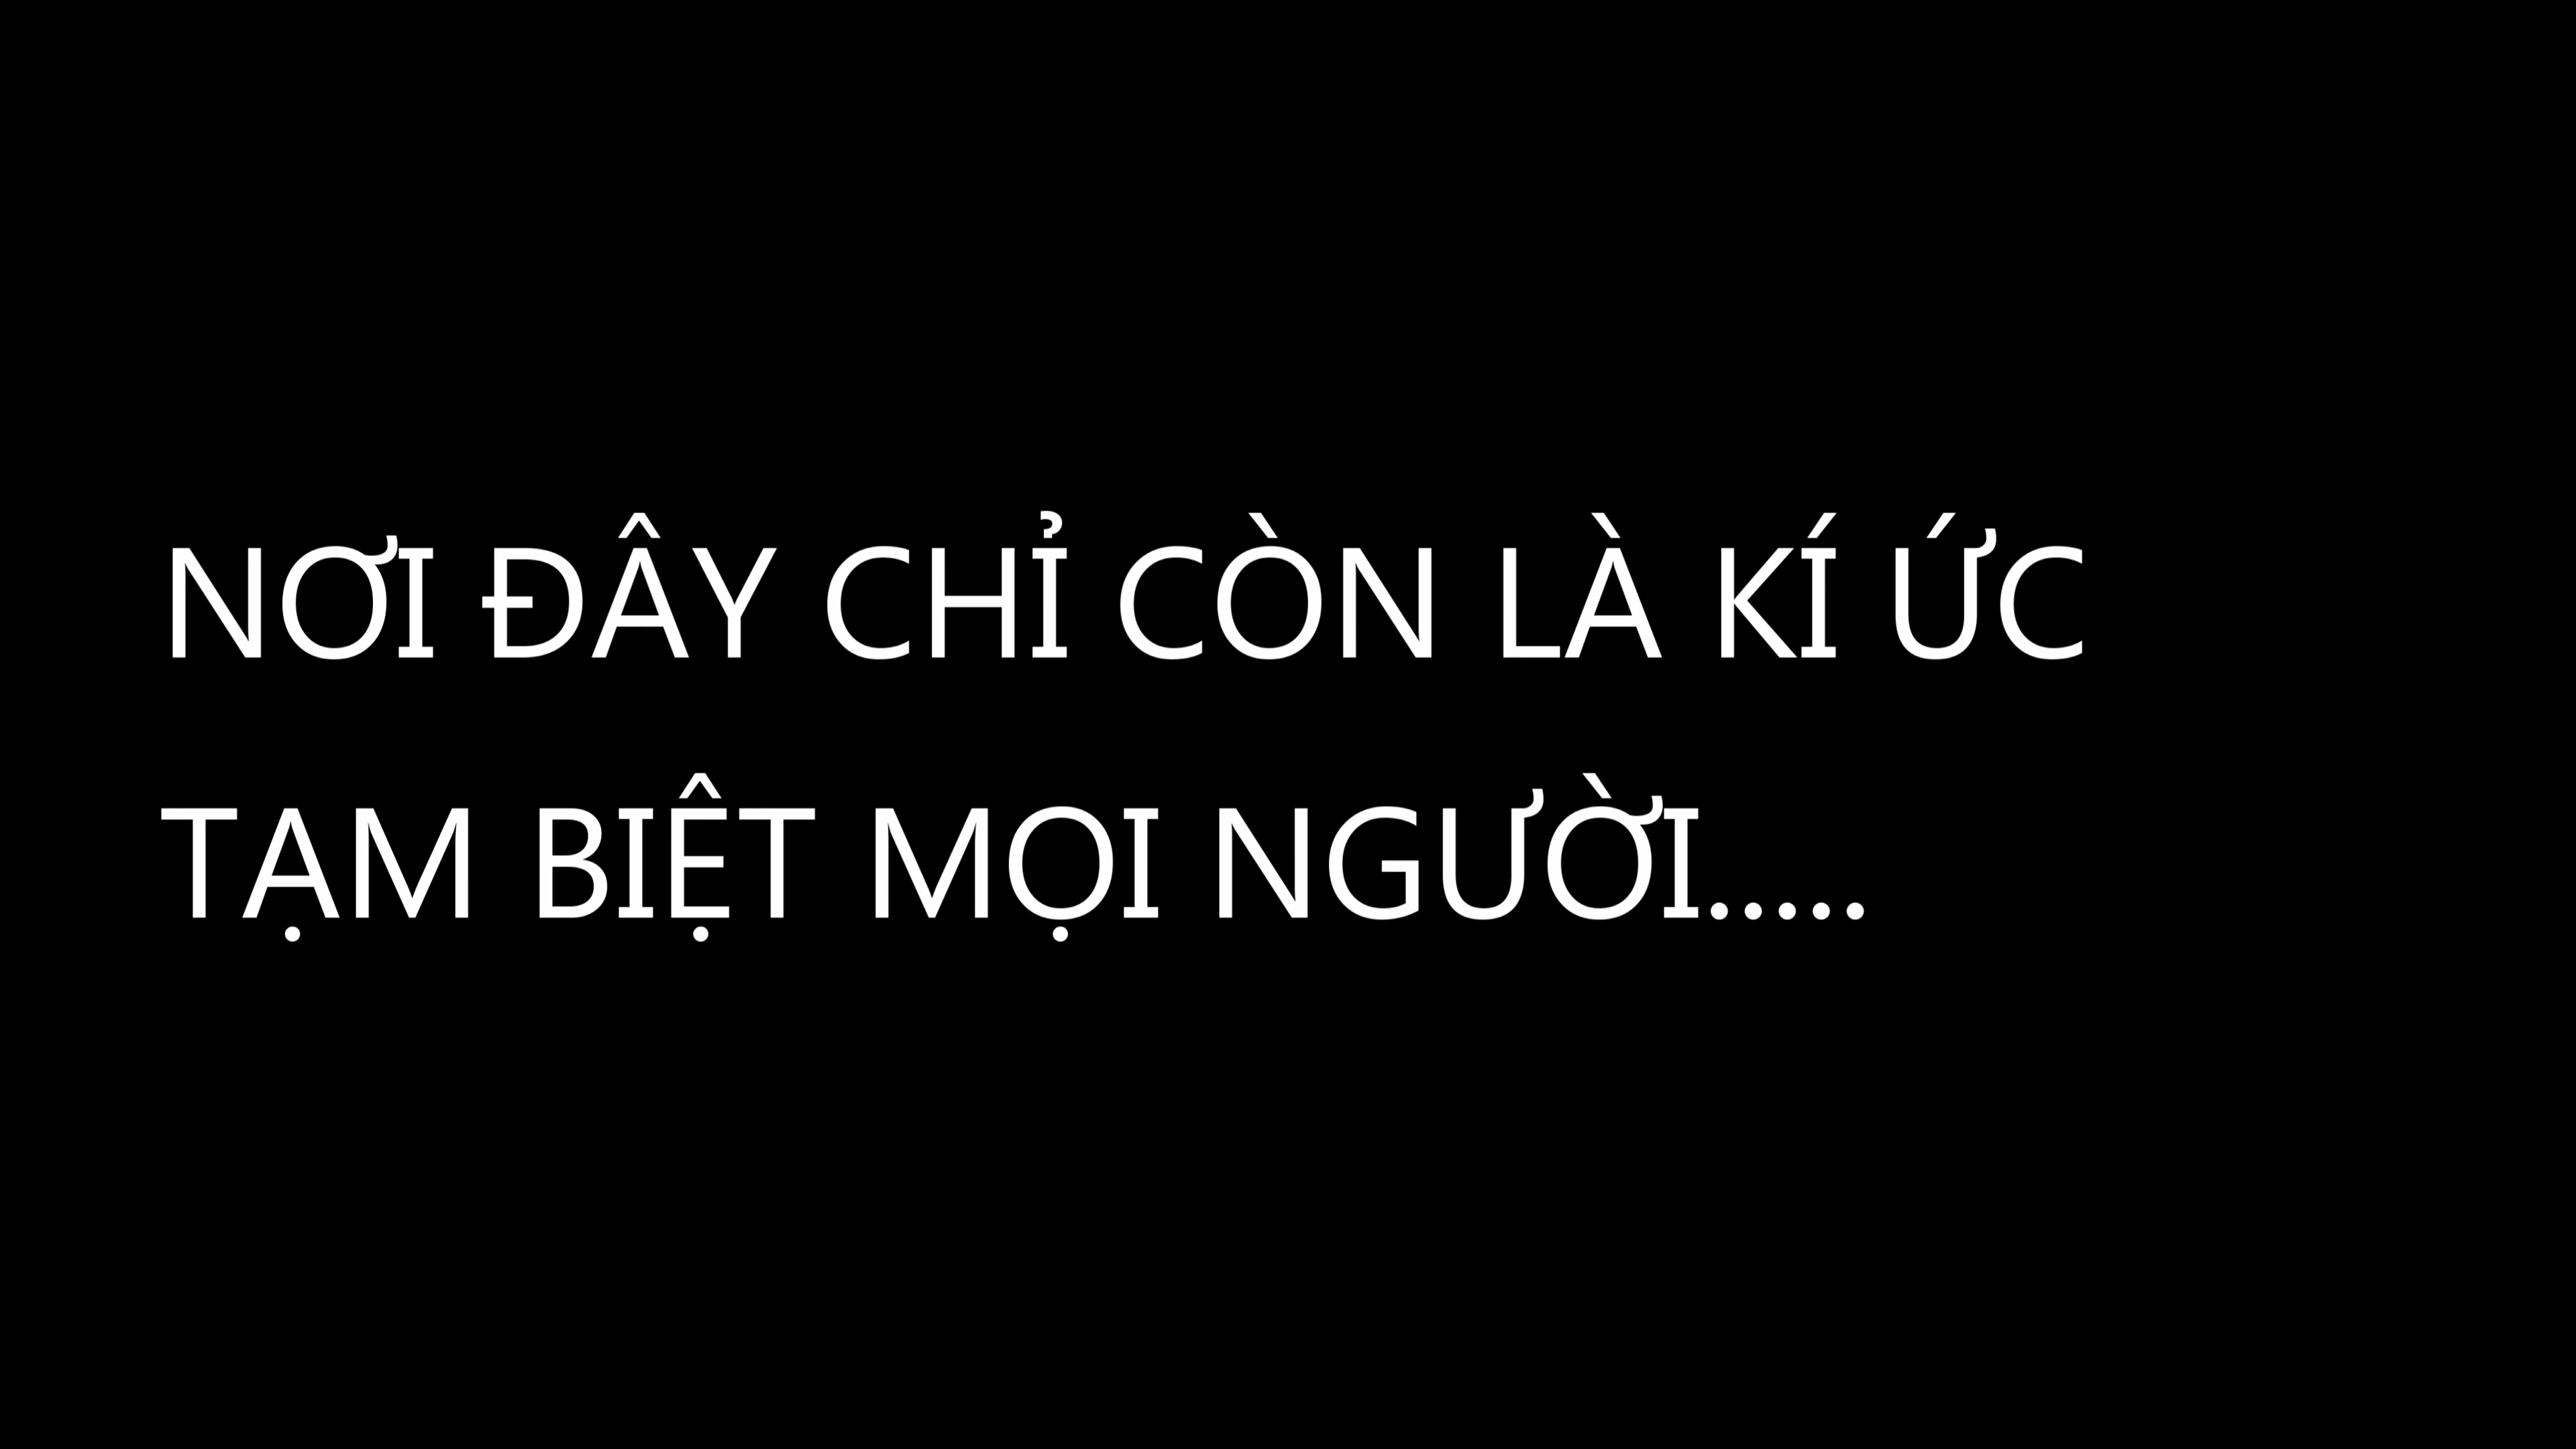 NƠI ĐÂY CHỈ CÒN LÀ KÍ ỨC
TẠM BIỆT MỌI NGƯỜI.....